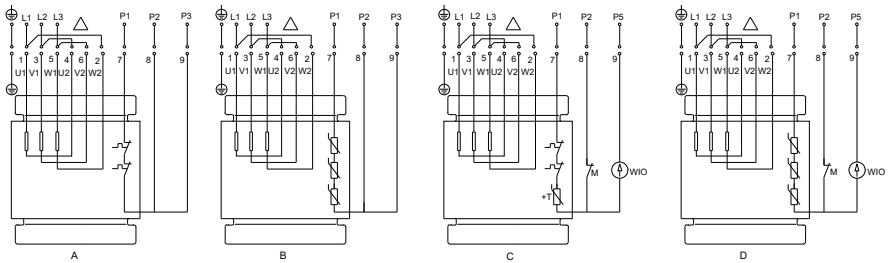 L1 L2 L3 P1 P2 P3
1 3 5 4 6 2 7 8 9
U1 V1 W1 U2 V2 W2
A
L1 L2 L3 P1 P2 P3
1 3 5 4 6 2 7 8 9
U1 V1 W1 U2 V2 W2
B
L1 L2 L3 P1 P2 P5
1 3 5 4 6 2 7 8 9
U1 V1 W1 U2 V2 W2
M WIO
+T
C
L1 L2 L3 P1 P2 P5
1 3 5 4 6 2 7 8 9
U1 V1 W1 U2 V2 W2
M WIO
D